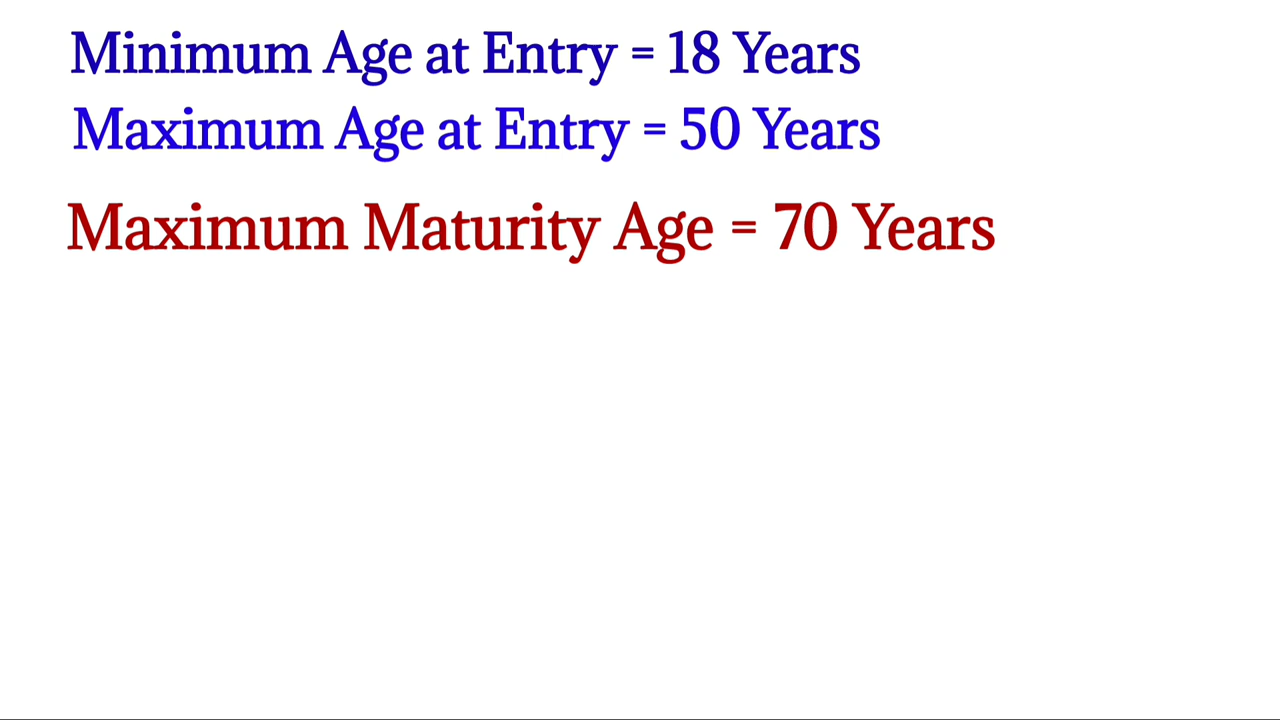 Minimum Age at Entry = 18 Years
Maximum Age at Entry = 50 Years
Maximum Maturity Age = 70 Years